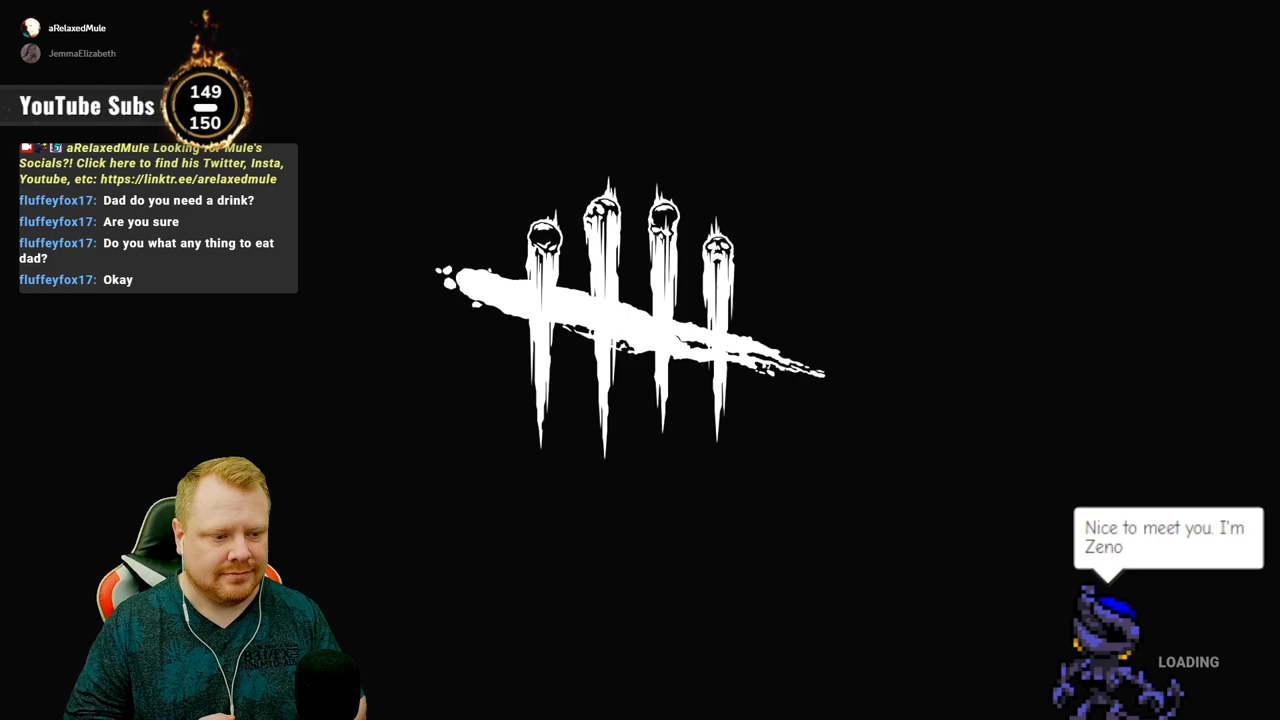 aRelaxedMule
JemmaElizabeth
YouTube Subs
149
150
aRelaxedMule Looking for Mule's
Socials?! Click here to find his Twitter, Insta,
Youtube, etc: https://linktr.ee/arelaxedmule
fluffeyfox17: Dad do you need a drink?
fluffeyfox17: Are you sure
fluffeyfox17: Do you what any thing to eat
dad?
fluffeyfox17: Okay
Nice to meet you. I'm
Zeno
LOADING